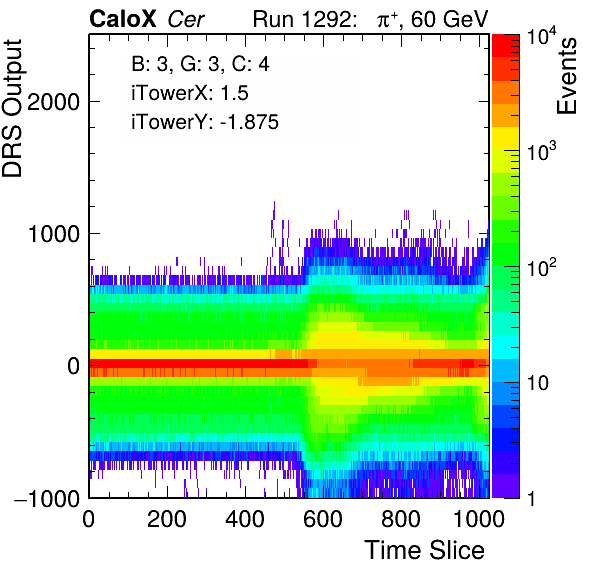 CaloX Cer Run 1292: π⁺, 60 GeV
B: 3, G: 3, C: 4
iTowerX: 1.5
iTowerY: -1.875
DRS Output
2000
1000
0
−1000
0 200 400 600 800 1000
Time Slice
Events
10⁴
10³
10²
10
1